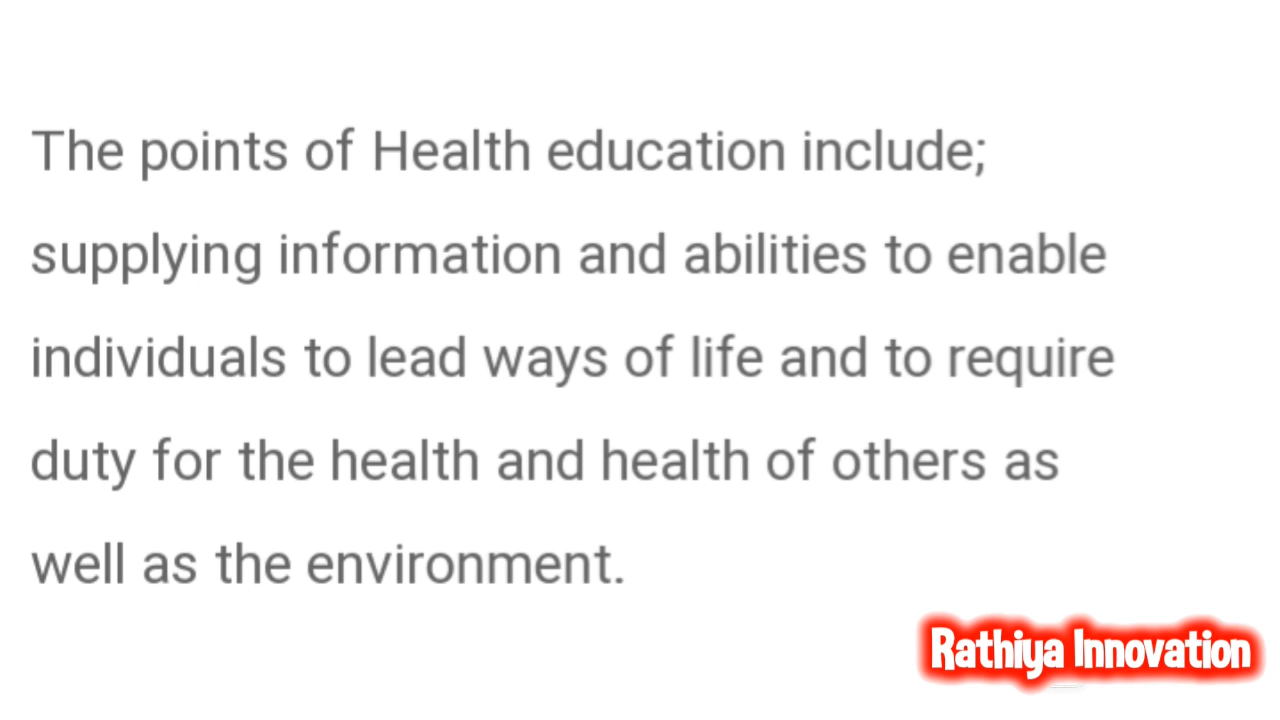 The points of Health education include;
supplying information and abilities to enable
individuals to lead ways of life and to require
duty for the health and health of others as
well as the environment.
Rathiya Innovation